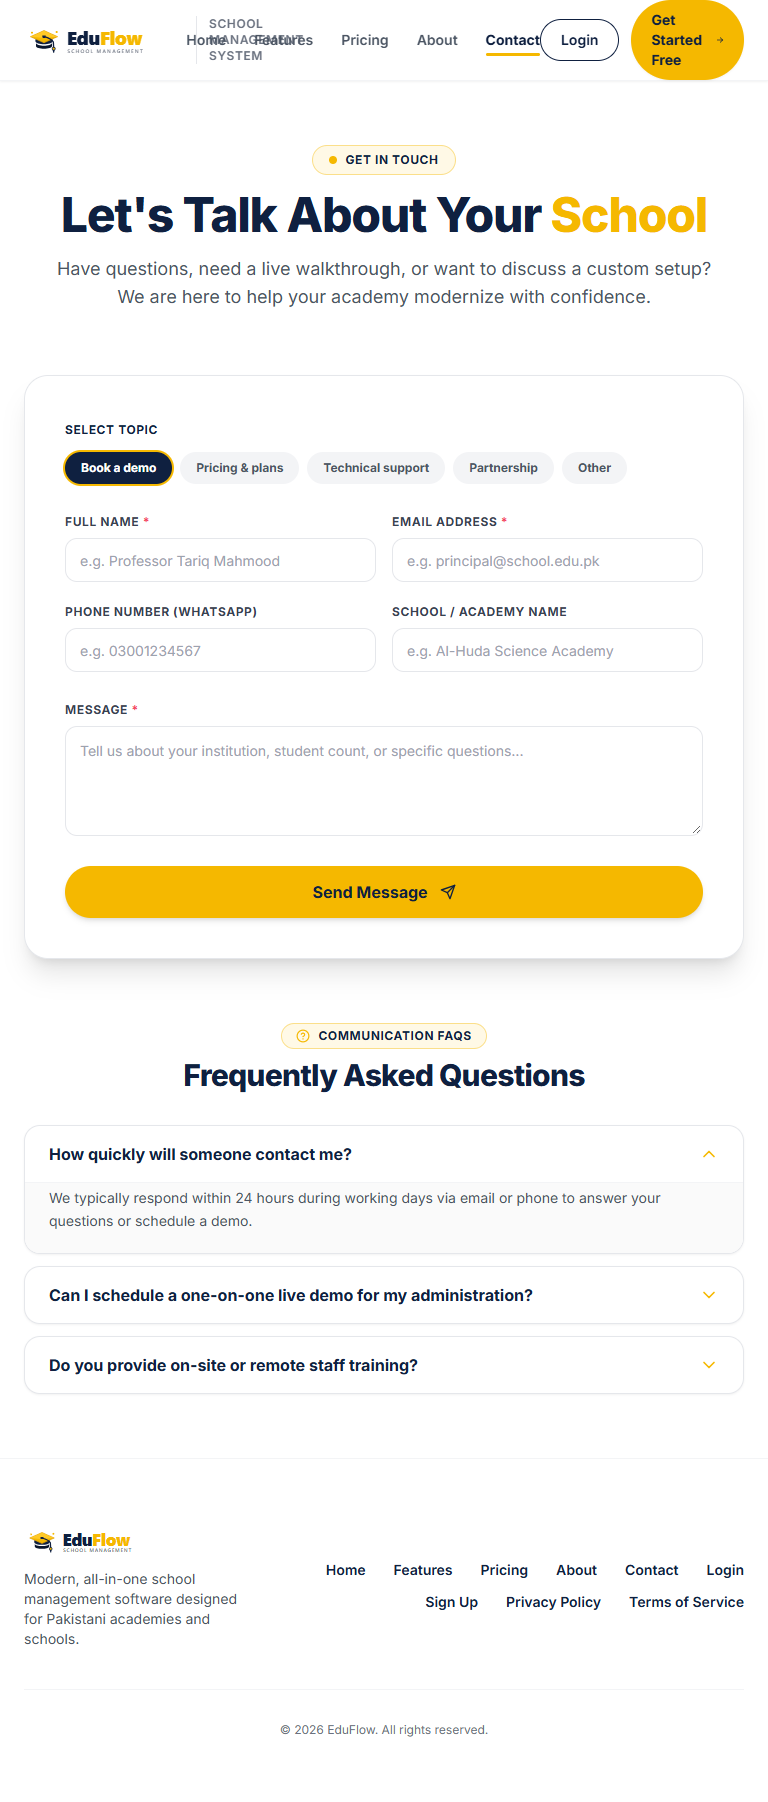 EduFlow
SCHOOL MANAGEMENT
SCHOOL
MANAGEMENT
SYSTEM
Home Features Pricing About Contact
Login
Get
Started
Free
GET IN TOUCH
Let's Talk About Your School
Have questions, need a live walkthrough, or want to discuss a custom setup?
We are here to help your academy modernize with confidence.
SELECT TOPIC
Book a demo Pricing & plans Technical support Partnership Other
FULL NAME * EMAIL ADDRESS *
e.g. Professor Tariq Mahmood e.g. principal@school.edu.pk
PHONE NUMBER (WHATSAPP) SCHOOL / ACADEMY NAME
e.g. 03001234567 e.g. Al-Huda Science Academy
MESSAGE *
Tell us about your institution, student count, or specific questions...
Send Message
COMMUNICATION FAQS
Frequently Asked Questions
How quickly will someone contact me?
We typically respond within 24 hours during working days via email or phone to answer your
questions or schedule a demo.
Can I schedule a one-on-one live demo for my administration?
Do you provide on-site or remote staff training?
EduFlow
SCHOOL MANAGEMENT
Modern, all-in-one school
management software designed
for Pakistani academies and
schools.
Home Features Pricing About Contact Login
Sign Up Privacy Policy Terms of Service
© 2026 EduFlow. All rights reserved.